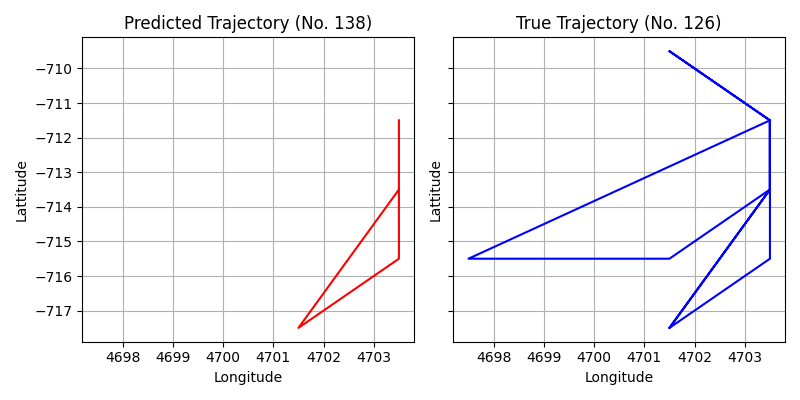 Predicted Trajectory (No. 138)
True Trajectory (No. 126)
−710
−711
−712
−713
−714
−715
−716
−717
Lattitude
Lattitude
4698 4699 4700 4701 4702 4703
4698 4699 4700 4701 4702 4703
Longitude
Longitude